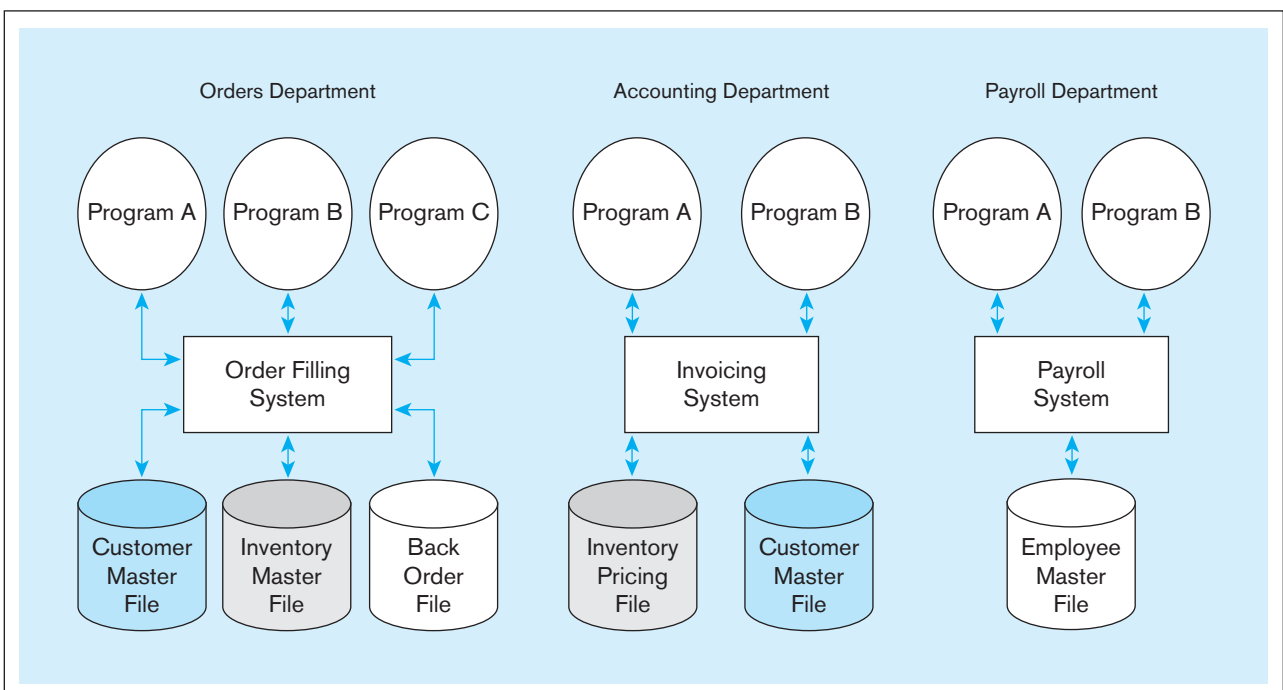 Orders Department
Accounting Department
Payroll Department
Program A
Program B
Program C
Program A
Program B
Program A
Program B
Order Filling
System
Invoicing
System
Payroll
System
Customer
Master
File
Inventory
Master
File
Back
Order
File
Inventory
Pricing
File
Customer
Master
File
Employee
Master
File